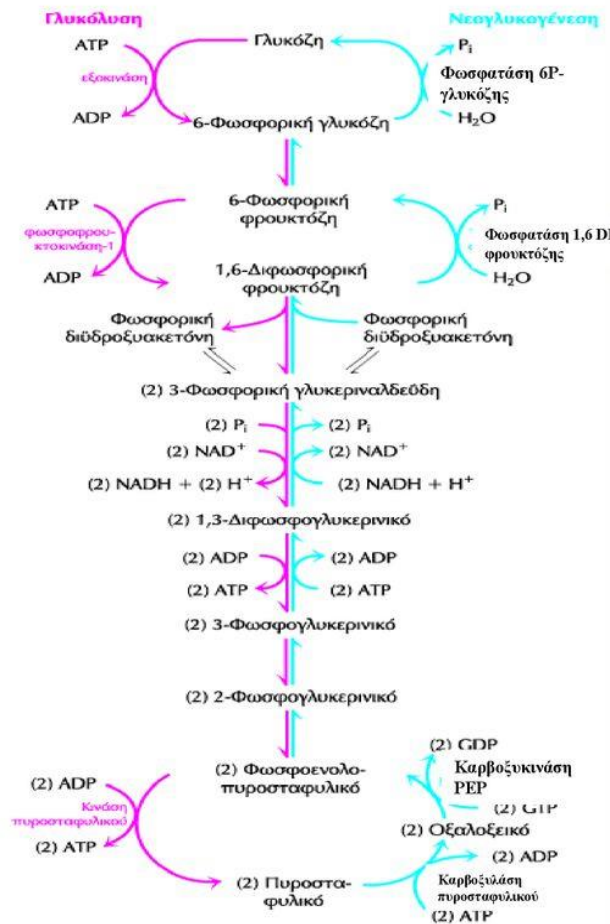 Γλυκόλυση
Νεογλυκογένεση
ATP
Γλυκόζη
Pi
εξοκινάση
Φωσφατάση 6P-
γλυκόζης
ADP
6-Φωσφορική γλυκόζη
H2O
ATP
6-Φωσφορική
φρουκτόζη
Pi
φωσφοφρου-
κτοκινάση-1
Φωσφατάση 1,6 DI
φρουκτόζης
ADP
1,6-Διφωσφορική
φρουκτόζη
H2O
Φωσφορική
διϋδροξυακετόνη
Φωσφορική
διϋδροξυακετόνη
(2) 3-Φωσφορική γλυκεριναλδεΰδη
(2) Pi
(2) Pi
(2) NAD+
(2) NAD+
(2) NADH + (2) H+
(2) NADH + H+
(2) 1,3-Διφωσφογλυκερινικό
(2) ADP
(2) ADP
(2) ATP
(2) ATP
(2) 3-Φωσφογλυκερινικό
(2) 2-Φωσφογλυκερινικό
(2) GDP
(2) Φωσφοενολο-
πυροσταφυλικό
Καρβοξυκινάση
PEP
(2) ADP
Κινάση
πυροσταφυλικού
(2) GTP
(2) Οξαλοξεικό
(2) ATP
(2) ADP
(2) Πυροστα-
φυλικό
Καρβοξυλάση
πυροσταφυλικού
(2) ATP